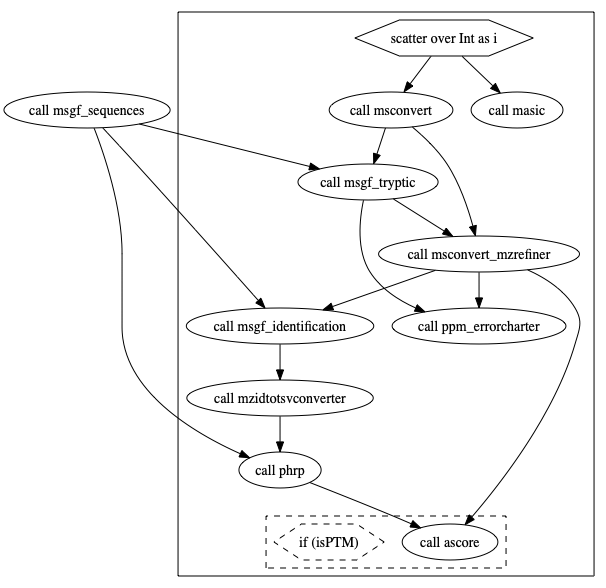 scatter over Int as i
call msgf_sequences
call msconvert
call masic
call msgf_tryptic
call msconvert_mzrefiner
call msgf_identification
call ppm_errorcharter
call mzidtotsvconverter
call phrp
if (isPTM)
call ascore